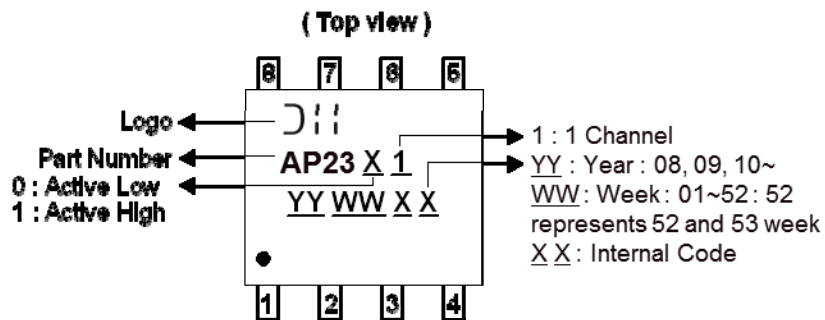 ( Top view )
8 7 6 5
Logo
Part Number
0 : Active Low
1 : Active High
AP23 X 1
YY WW X X
1 : 1 Channel
YY : Year : 08, 09, 10~
WW : Week : 01~52 : 52
represents 52 and 53 week
X X : Internal Code
1 2 3 4